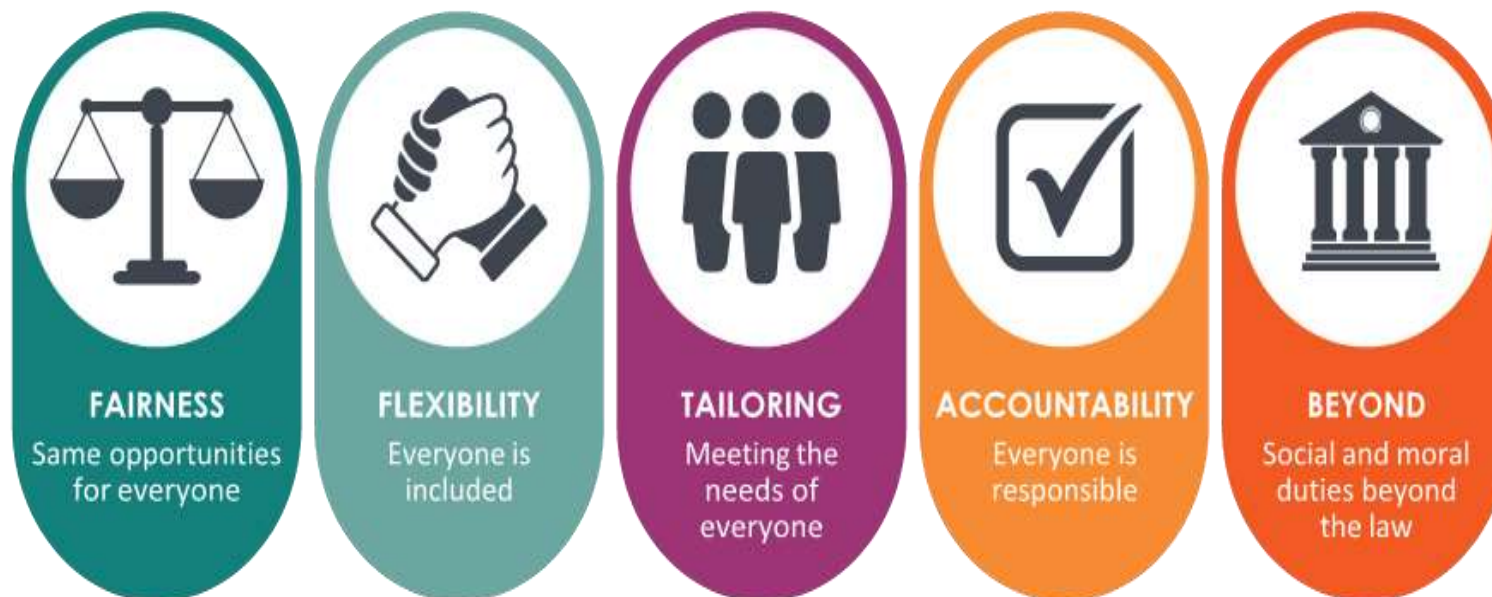 FAIRNESS
Same opportunities
for everyone
FLEXIBILITY
Everyone is
included
TAILORING
Meeting the
needs of
everyone
ACCOUNTABILITY
Everyone is
responsible
BEYOND
Social and moral
duties beyond
the law